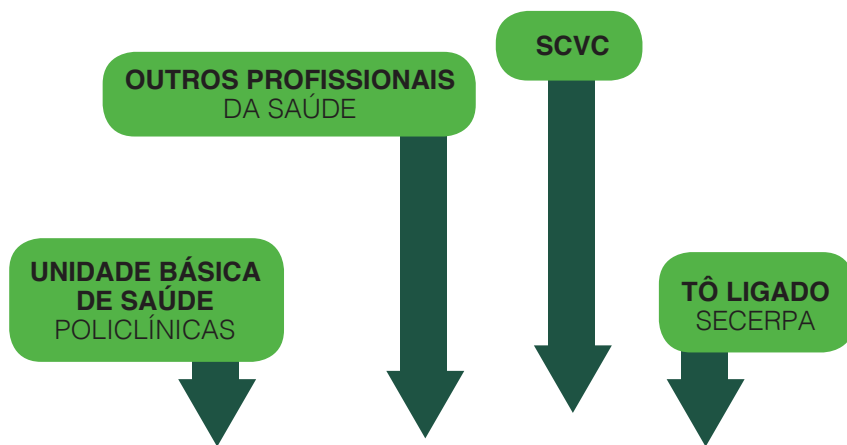 SCVC
OUTROS PROFISSIONAIS
DA SAÚDE
UNIDADE BÁSICA
DE SAÚDE
POLICLÍNICAS
TÔ LIGADO
SECERPA